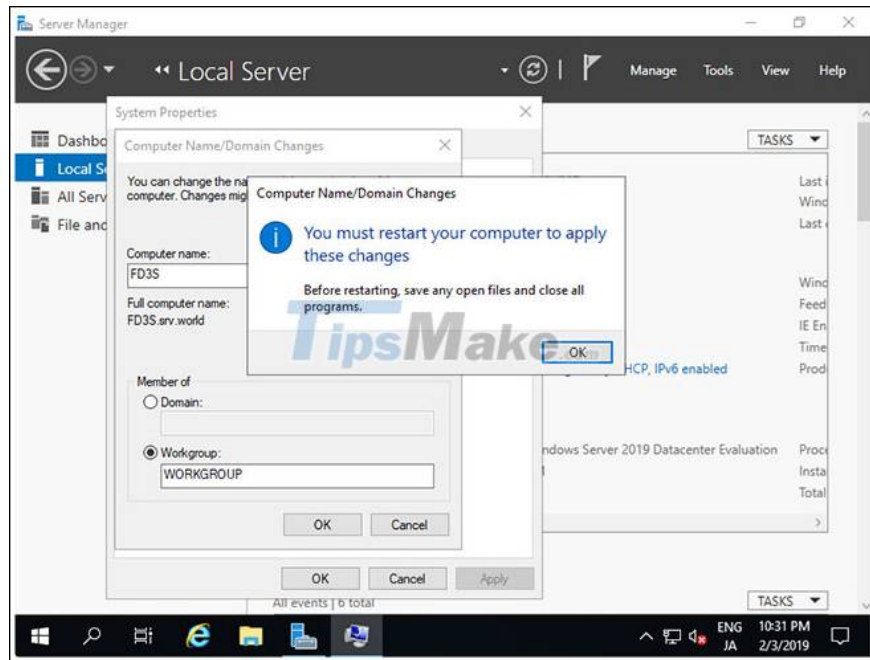 Server Manager
Local Server
Manage Tools View Help
System Properties
Dashbo
TASKS
Computer Name/Domain Changes
Local Se
You can change the na
computer. Changes mig
Computer Name/Domain Changes
Last i
All Serv
Wind
You must restart your computer to apply
these changes
File and
Last
Computer name:
FD3S
Before restarting, save any open files and close all
programs.
Wind
Full computer name:
FD3S.srv.world
Feed
IE En
TipsMake
.com
OK
Time
HCP, IPv6 enabled
Prod
Member of
Domain:
Workgroup:
WORKGROUP
ndows Server 2019 Datacenter Evaluation
Proce
Insta
Total
OK Cancel
OK Cancel Apply
All events | 6 total
TASKS
ENG
JA
10:31 PM
2/3/2019